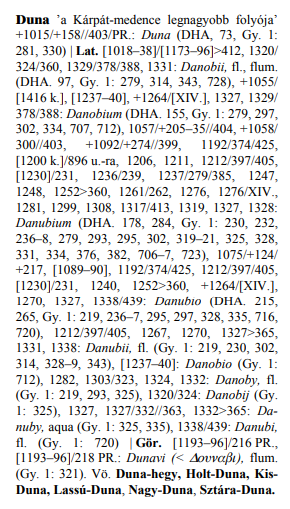 Duna 'a Kárpát-medence legnagyobb folyója'
+1015/+158//403/PR.: Duna (DHA, 73, Gy. 1:
281, 330) | Lat. [1018–38]/[1173–96]>412, 1320/
324/360, 1329/378/388, 1331: Danobii, fl., flum.
(DHA. 97, Gy. 1: 279, 314, 343, 728), +1055/
[1416 k.], [1237–40], +1264/[XIV.], 1327, 1329/
378/388: Danobium (DHA. 155, Gy. 1: 279, 297,
302, 334, 707, 712), 1057/+205–35//404, +1058/
300//403, +1092/+274//399, 1192/374/425,
[1200 k.]/896 u.-ra, 1206, 1211, 1212/397/405,
[1230]/231, 1236/239, 1237/279/385, 1247,
1248, 1252>360, 1261/262, 1276, 1276/XIV.,
1281, 1299, 1308, 1317/413, 1319, 1327, 1328:
Danubium (DHA. 178, 284, Gy. 1: 230, 232,
236–8, 279, 293, 295, 302, 319–21, 325, 328,
331, 334, 376, 382, 706–7, 723), 1075/+124/
+217, [1089–90], 1192/374/425, 1212/397/405,
[1230]/231, 1240, 1252>360, +1264/[XIV.],
1270, 1327, 1338/439: Danubio (DHA. 215,
265, Gy. 1: 219, 236–7, 295, 297, 328, 335, 716,
720), 1212/397/405, 1267, 1270, 1327>365,
1331, 1338: Danubii, fl. (Gy. 1: 219, 230, 302,
314, 328–9, 343), [1237–40]: Danobio (Gy. 1:
712), 1282, 1303/323, 1324, 1332: Danoby, fl.
(Gy. 1: 219, 293, 325), 1320/324: Danobij (Gy.
1: 325), 1327, 1327/332//363, 1332>365: Da-
nuby, aqua (Gy. 1: 325, 335), 1338/439: Danubi,
fl. (Gy. 1: 720) | Gör. [1193–96]/216 PR.,
[1193–96]/218 PR.: Dunavi (< Δουναβι), flum.
(Gy. 1: 321). Vö. Duna-hegy, Holt-Duna, Kis-
Duna, Lassú-Duna, Nagy-Duna, Sztára-Duna.